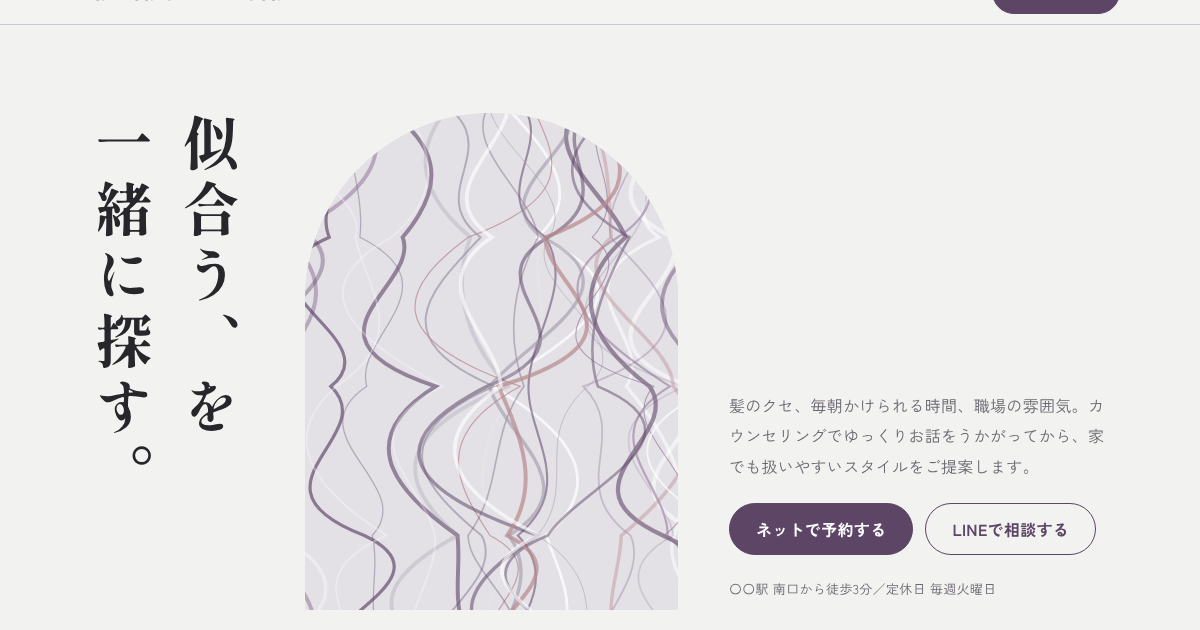 似合う、を
一緒に探す。
髪のクセ、毎朝かけられる時間、職場の雰囲気。カ
ウンセリングでゆっくりお話をうかがってから、家
でも扱いやすいスタイルをご提案します。
ネットで予約する
LINEで相談する
〇〇駅 南口から徒歩3分／定休日 毎週火曜日